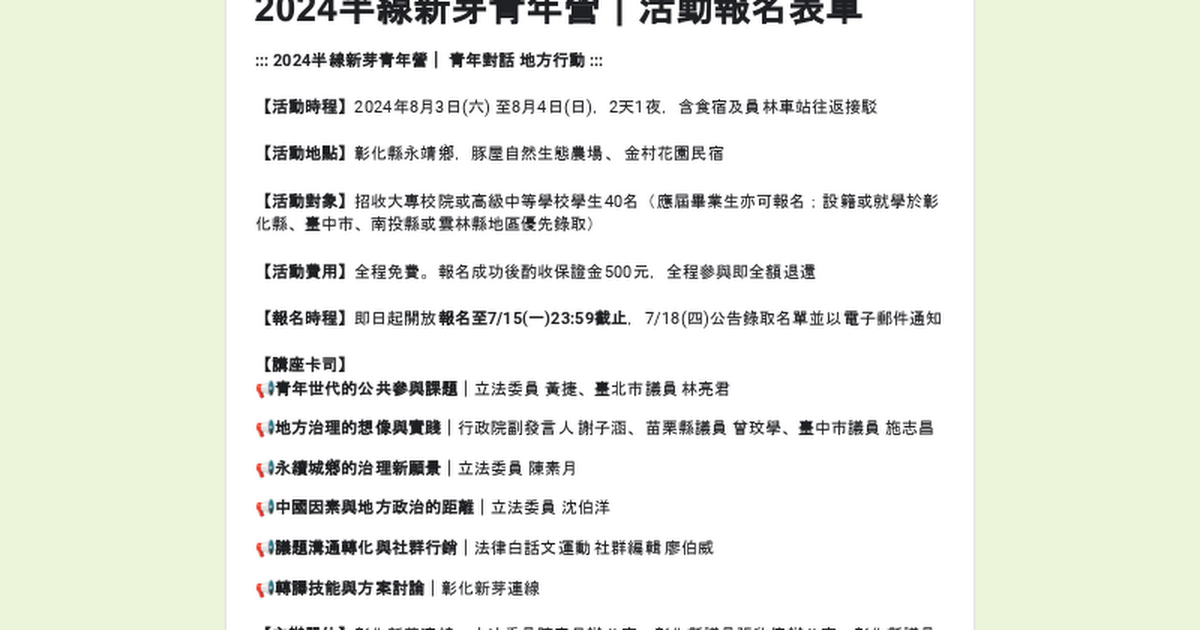 2024半線新芽青年營｜活動報名表單
::: 2024半線新芽青年營｜ 青年對話 地方行動 :::
【活動時程】2024年8月3日(六) 至8月4日(日)，2天1夜，含食宿及員林車站往返接駁
【活動地點】彰化縣永靖鄉，豚屋自然生態農場、金村花園民宿
【活動對象】招收大專校院或高級中等學校學生40名（應屆畢業生亦可報名；設籍或就學於彰
化縣、臺中市、南投縣或雲林縣地區優先錄取）
【活動費用】全程免費。報名成功後酌收保證金500元，全程參與即全額退還
【報名時程】即日起開放報名至7/15(一)23:59截止，7/18(四)公告錄取名單並以電子郵件通知
【講座卡司】
📢青年世代的公共參與課題｜立法委員 黃捷、臺北市議員 林亮君
📢地方治理的想像與實踐｜行政院副發言人 謝子涵、苗栗縣議員 曾玟學、臺中市議員 施志昌
📢永續城鄉的治理新願景｜立法委員 陳素月
📢中國因素與地方政治的距離｜立法委員 沈伯洋
📢議題溝通轉化與社群行銷｜法律白話文運動 社群編輯 廖伯威
📢轉譯技能與方案討論｜彰化新芽連線